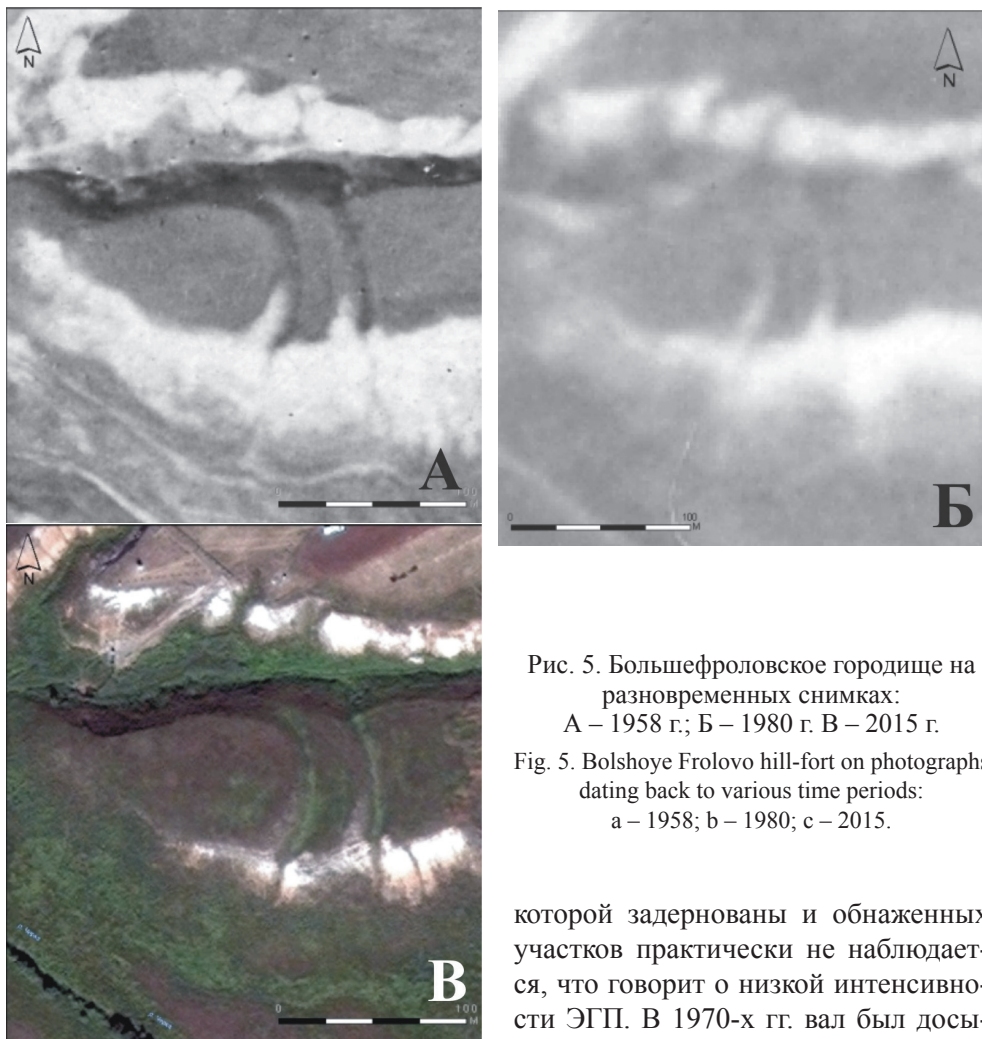 N
А
0
100
М
N
Б
0
100
М
N
В
0
100
М
Рис. 5. Большефроловское городище на
разновременных снимках:
А – 1958 г.; Б – 1980 г. В – 2015 г.
Fig. 5. Bolshoye Frolovo hill-fort on photographs
dating back to various time periods:
a – 1958; b – 1980; c – 2015.
которой задернованы и обнаженных
участков практически не наблюдает-
ся, что говорит о низкой интенсивно-
сти ЭГП. В 1970-х гг. вал был досы-